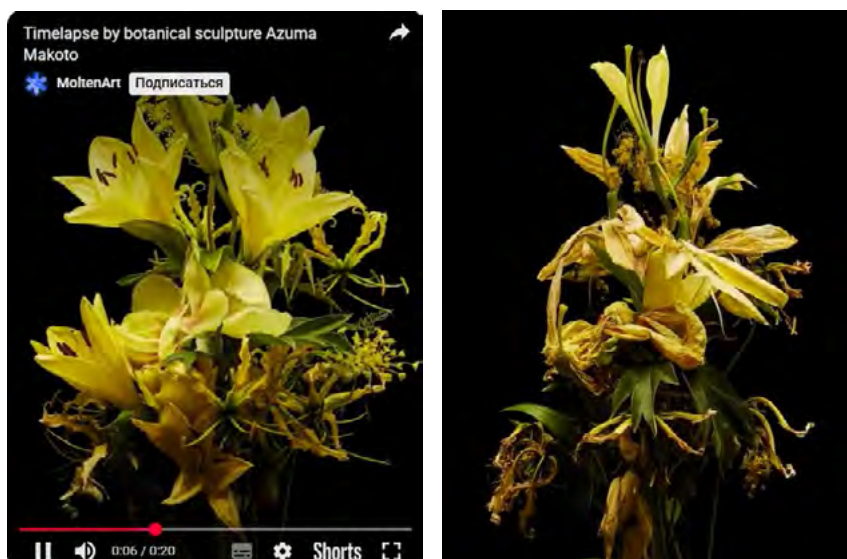 Timelapse by botanical sculpture Azuma
Makoto
MoltenArt Подписаться
0:06 / 0:20 Shorts